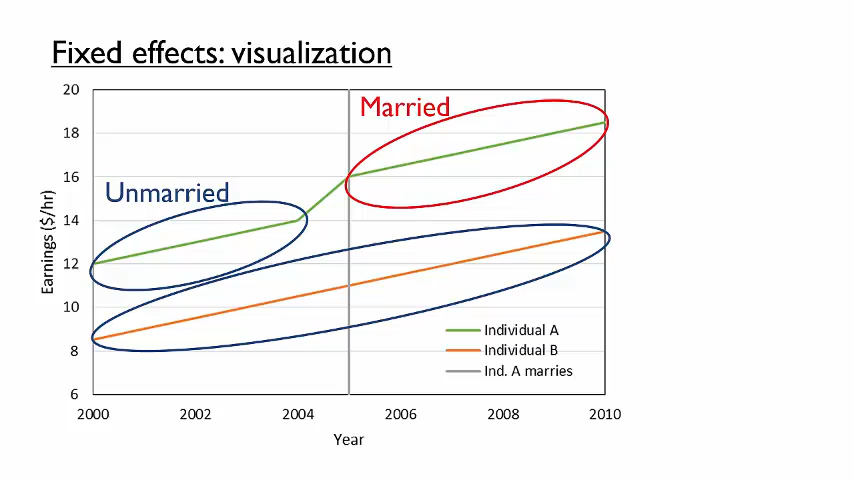 Fixed effects: visualization
20
18
16
14
12
10
8
6
Earnings ($/hr)
Married
Unmarried
Individual A
Individual B
Ind. A marries
2000 2002 2004 2006 2008 2010
Year